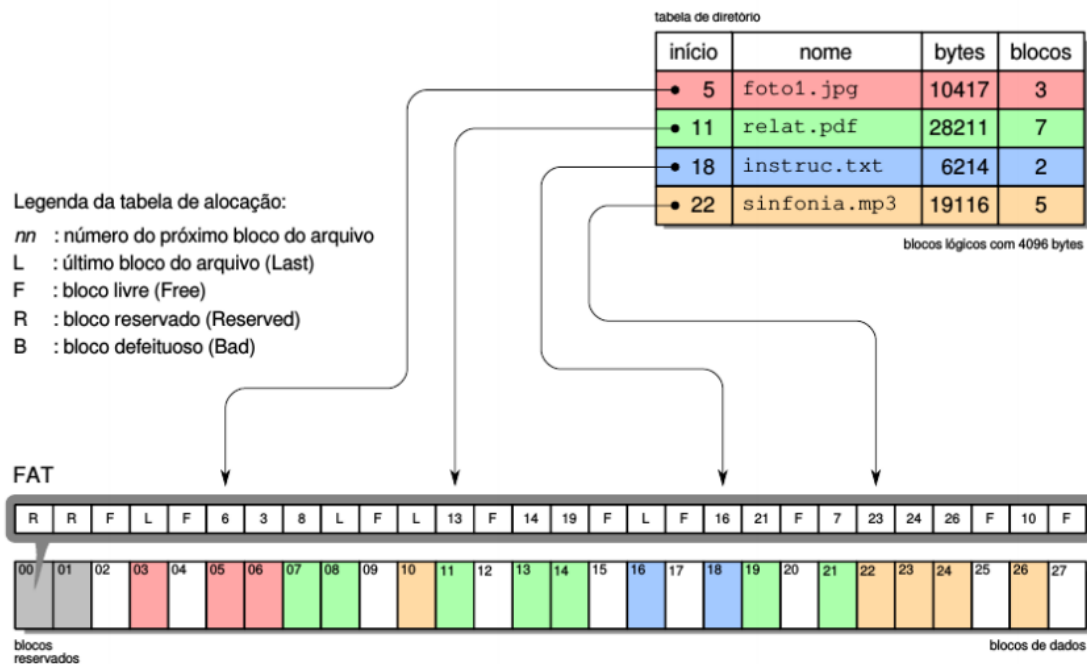 tabela de diretório
início nome bytes blocos
5 foto1.jpg 10417 3
11 relat.pdf 28211 7
18 instruc.txt 6214 2
22 sinfonia.mp3 19116 5
blocos lógicos com 4096 bytes
Legenda da tabela de alocação:
nn : número do próximo bloco do arquivo
L : último bloco do arquivo (Last)
F : bloco livre (Free)
R : bloco reservado (Reserved)
B : bloco defeituoso (Bad)
FAT
R R F L F 6 3 8 L F L 13 F 14 19 F L F 16 21 F 7 23 24 26 F 10 F
00 01 02 03 04 05 06 07 08 09 10 11 12 13 14 15 16 17 18 19 20 21 22 23 24 25 26 27
blocos reservados
blocos de dados